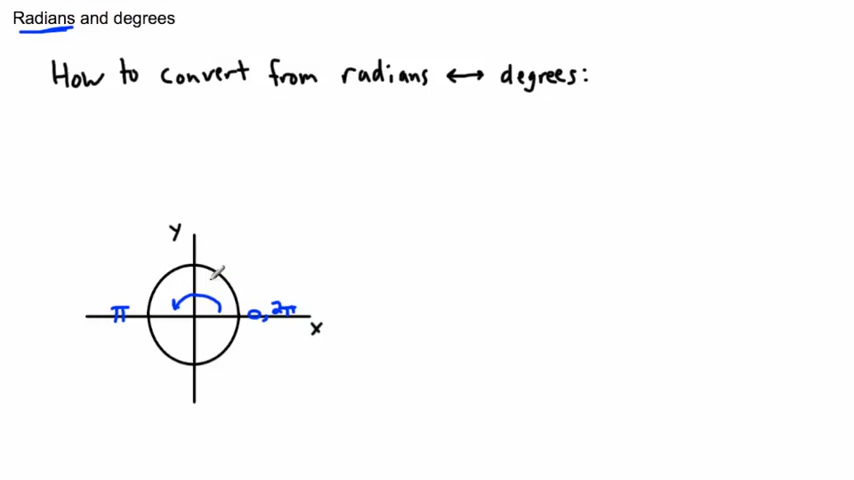 Radians and degrees
How to convert from radians ↔ degrees:
y
π
0, 2π
x